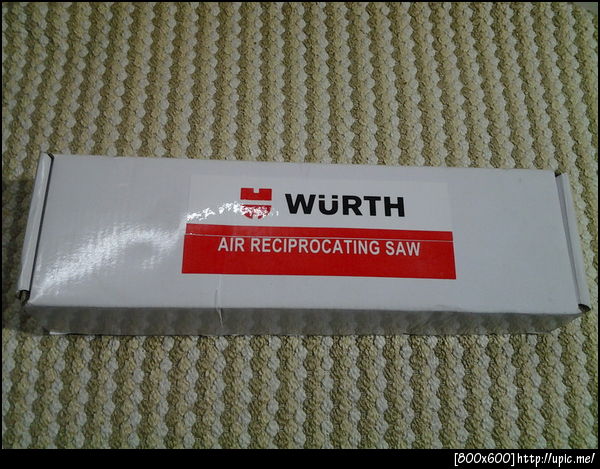 WÜRTH
AIR RECIPROCATING SAW
[800x600]http://upic.me/